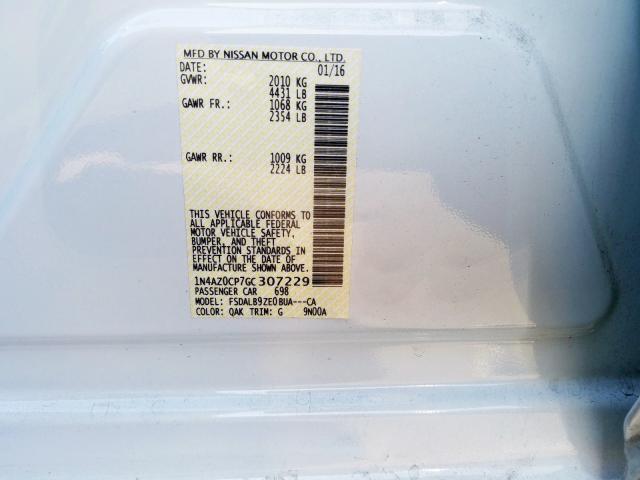 MFD BY NISSAN MOTOR CO., LTD.
DATE: 01/16
GVWR: 2010 KG
4431 LB
GAWR FR.: 1068 KG
2354 LB
GAWR RR.: 1009 KG
2224 LB
THIS VEHICLE CONFORMS TO
ALL APPLICABLE FEDERAL
MOTOR VEHICLE SAFETY,
BUMPER, AND THEFT
PREVENTION STANDARDS IN
EFFECT ON THE DATE OF
MANUFACTURE SHOWN ABOVE.
1N4AZ0CP7GC307229
PASSENGER CAR 698
MODEL: FSDALB9ZE0BUA---CA
COLOR: QAK TRIM: G 9N00A